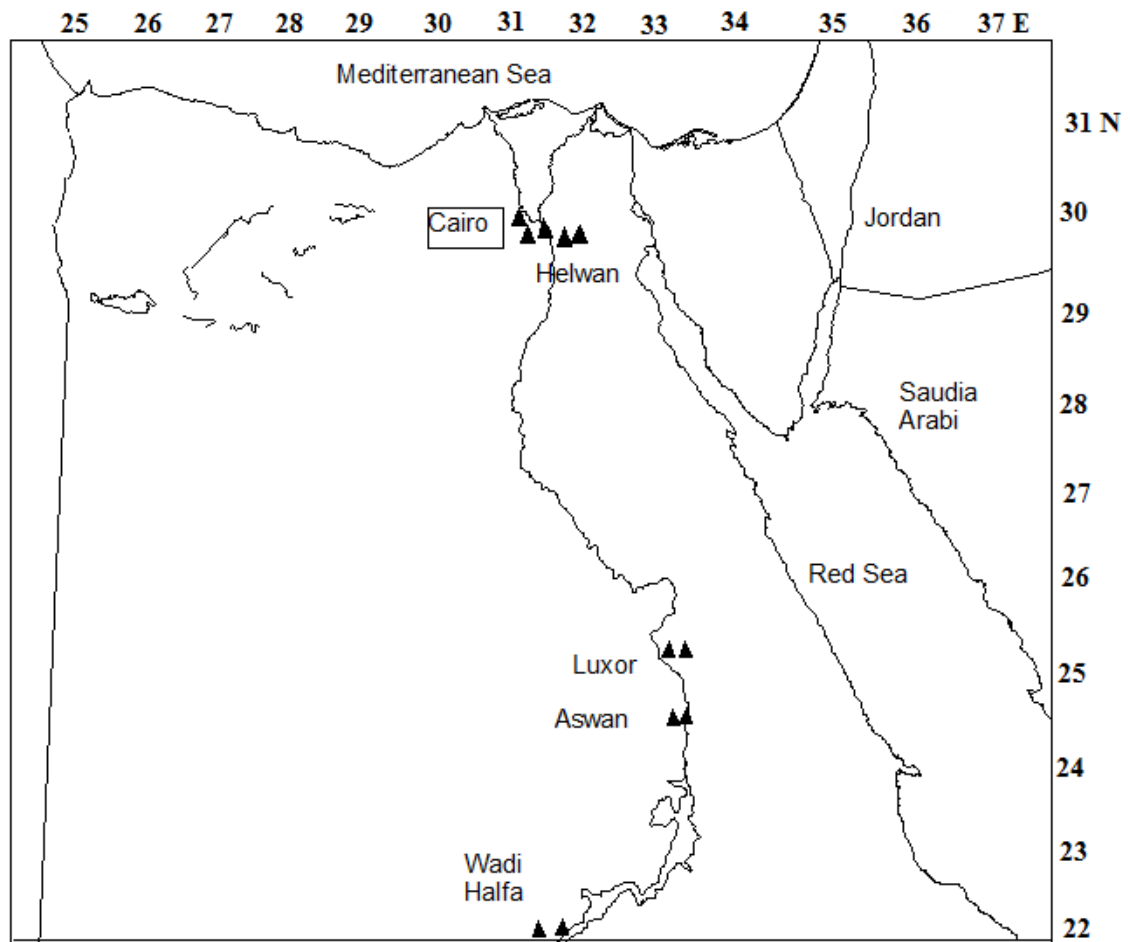 25 26 27 28 29 30 31 32 33 34 35 36 37 E
Mediterranean Sea
31 N
30
Cairo
Jordan
Helwan
29
28
Saudia
Arabi
27
26
Red Sea
Luxor
25
Aswan
24
23
Wadi
Halfa
22